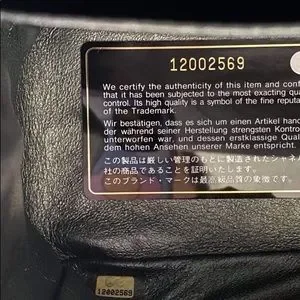 12002569
We certify the authenticity of this item and conf
that it has been subjected to the most exacting qua
control. Its high quality is a symbol of the fine reputa
of the Trademark.
Wir bestätigen, dass es sich um einen Artikel hand
der während seiner Herstellung strengsten Kontro
unterworfen war, und dessen erstklassige Qualit
dem hohen Ansehen unserer Marke entspricht.
この製品は厳しい管理のもとに製造されたシャネル
社の商品であることを証明いたします。
このブランド・マークは最高級品質の象徴です。
12002569